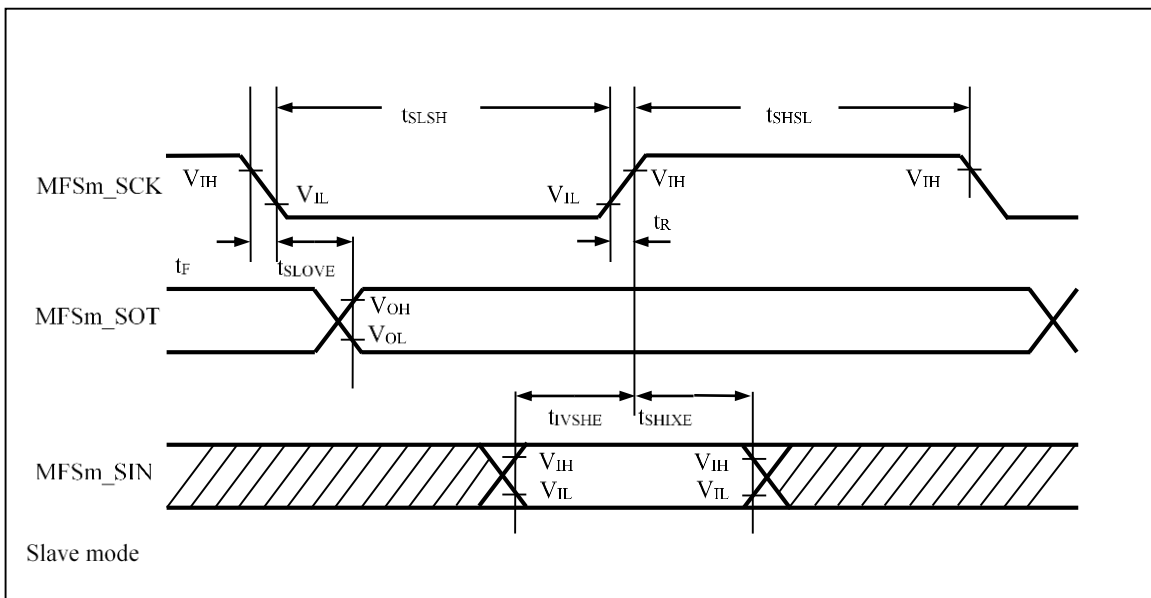 tSLSH
tSHSL
MFSm_SCK
VIH
VIL
VIL
VIH
VIH
tR
tF
tSLOVE
MFSm_SOT
VOH
VOL
tIVSHE
tSHIXE
MFSm_SIN
VIH
VIH
VIL
VIL
Slave mode